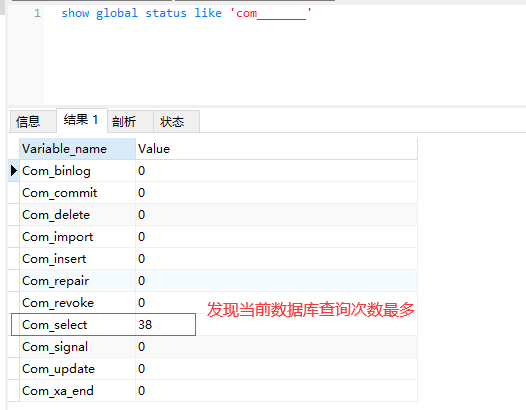 1 show global status like 'com_______'
信息 结果 1 剖析 状态
Variable_name Value
Com_binlog 0
Com_commit 0
Com_delete 0
Com_import 0
Com_insert 0
Com_repair 0
Com_revoke 0
Com_select 38
发现当前数据库查询次数最多
Com_signal 0
Com_update 0
Com_xa_end 0